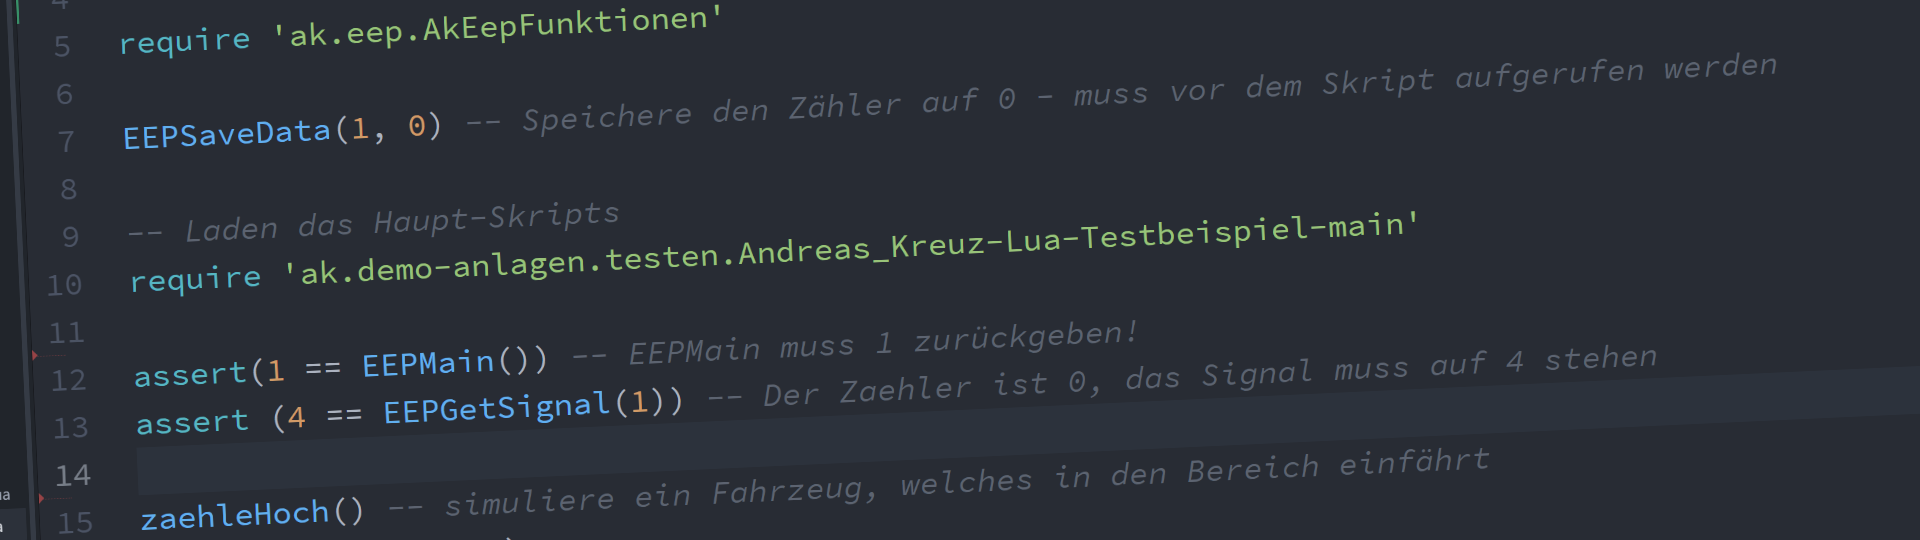 4
5 require 'ak.eep.AkEepFunktionen'
6
7 EEPSaveData(1, 0) -- Speichere den Zähler auf 0 - muss vor dem Skript aufgerufen werden
8
9 -- Laden das Haupt-Skripts
10 require 'ak.demo-anlagen.testen.Andreas_Kreuz-Lua-Testbeispiel-main'
11
12 assert(1 == EEPMain()) -- EEPMain muss 1 zurückgeben!
13 assert (4 == EEPGetSignal(1)) -- Der Zaehler ist 0, das Signal muss auf 4 stehen
14
15 zaehleHoch() -- simuliere ein Fahrzeug, welches in den Bereich einfährt